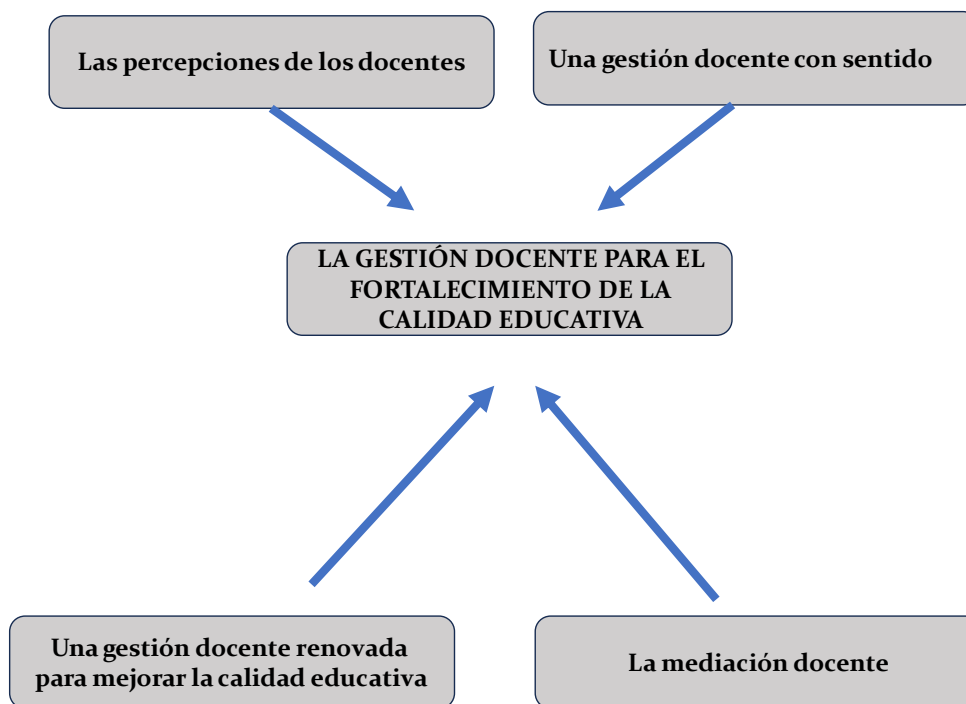 Las percepciones de los docentes
Una gestión docente con sentido
LA GESTIÓN DOCENTE PARA EL
FORTALECIMIENTO DE LA
CALIDAD EDUCATIVA
Una gestión docente renovada
para mejorar la calidad educativa
La mediación docente